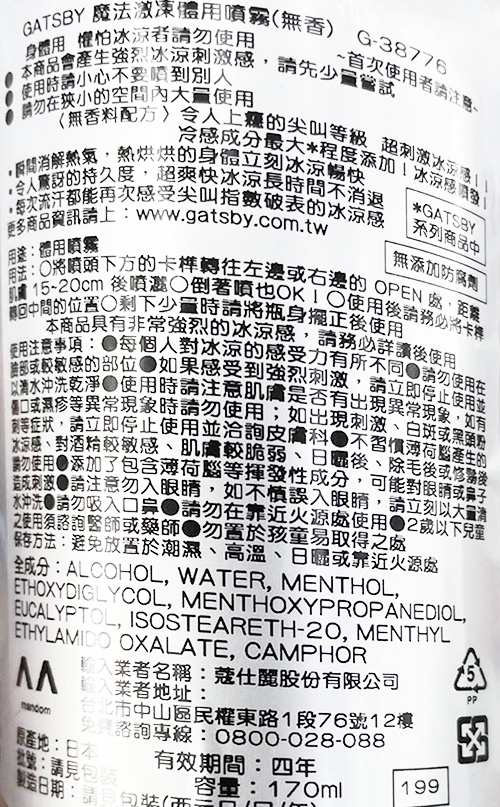 GATSBY 魔法激凍體用噴霧(無香) G-38776
身體用 懼怕冰涼者請勿使用 ~首次使用者請注意~
●本商品會產生強烈冰涼刺激感，請先少量嘗試
●使用時請小心不要噴到別人
●請勿在狹小的空間內大量使用
〈無香料配方〉令人上癮的尖叫等級 超刺激冰涼感！
冷感成分最大*程度添加！冰涼感噴發！
・瞬間消解熱氣，熱烘烘的身體立刻冰涼暢快
・令人驚訝的持久度，超爽快冰涼長時間不消退
・每次流汗都能再次感受尖叫指數破表的冰涼感
更多商品資訊請上：www.gatsby.com.tw
*GATSBY
系列商品中
無添加防腐劑
用途：體用噴霧
用法：○將噴頭下方的卡榫轉往左邊或右邊的 OPEN 處，距離
肌膚 15~20cm 後噴灑○倒著噴也OK！○使用後請務必將卡榫
轉回中間的位置○剩下少量時請將瓶身擺正後使用
本商品具有非常強烈的冰涼感，請務必詳讀後使用
使用注意事項：●每個人對冰涼的感受力有所不同●請勿使用在
臉部或較敏感的部位●如果感受到強烈刺激，請立即停止使用並
以清水沖洗乾淨●使用時請注意肌膚是否有出現異常現象，如有
傷口或濕疹等異常現象時請勿使用；如出現刺激、白斑或黑頭粉
刺等症狀，請立即停止使用並洽詢皮膚科●不習慣薄荷腦產生的
冰涼感、對酒精較敏感、肌膚較脆弱、日曬後、除毛後或修鬍後
請勿使用●添加了包含薄荷腦等揮發性成分，可能對眼睛或鼻子
造成刺激●請注意勿入眼睛，如不慎誤入眼睛，請立刻以大量清
水沖洗●請勿吸入口鼻●請勿在靠近火源處使用●2歲以下兒童
之使用須諮詢醫師或藥師●勿置於孩童易取得之處
保存方法：避免放置於潮濕、高溫、日曬或靠近火源處
全成分：ALCOHOL, WATER, MENTHOL,
ETHOXYDIGLYCOL, MENTHOXYPROPANEDIOL,
EUCALYPTOL, ISOSTEARETH-20, MENTHYL
ETHYLAMIDO OXALATE, CAMPHOR
mandom
輸入業者名稱：蔻仕麗股份有限公司
輸入業者地址：
台北市中山區民權東路1段76號12樓
免費諮詢專線：0800-028-088
5
PP
原產地：日本 有效期間：四年
批號：請見包裝 容量：170ml
製造日期：請見包裝(西元
199